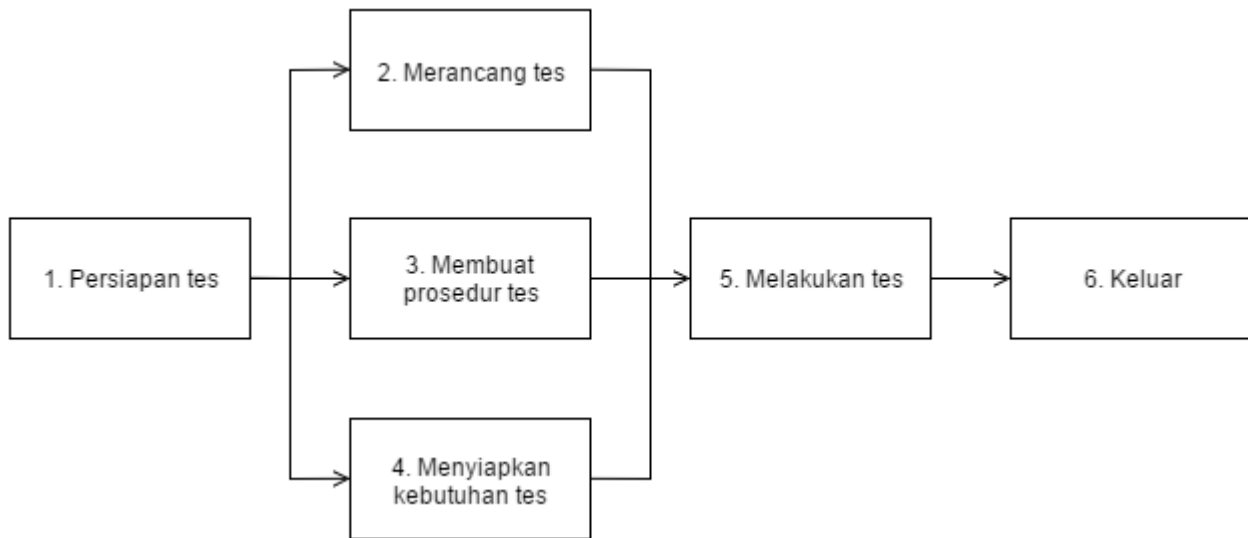 2. Merancang tes
1. Persiapan tes
3. Membuat
prosedur tes
5. Melakukan tes
6. Keluar
4. Menyiapkan
kebutuhan tes